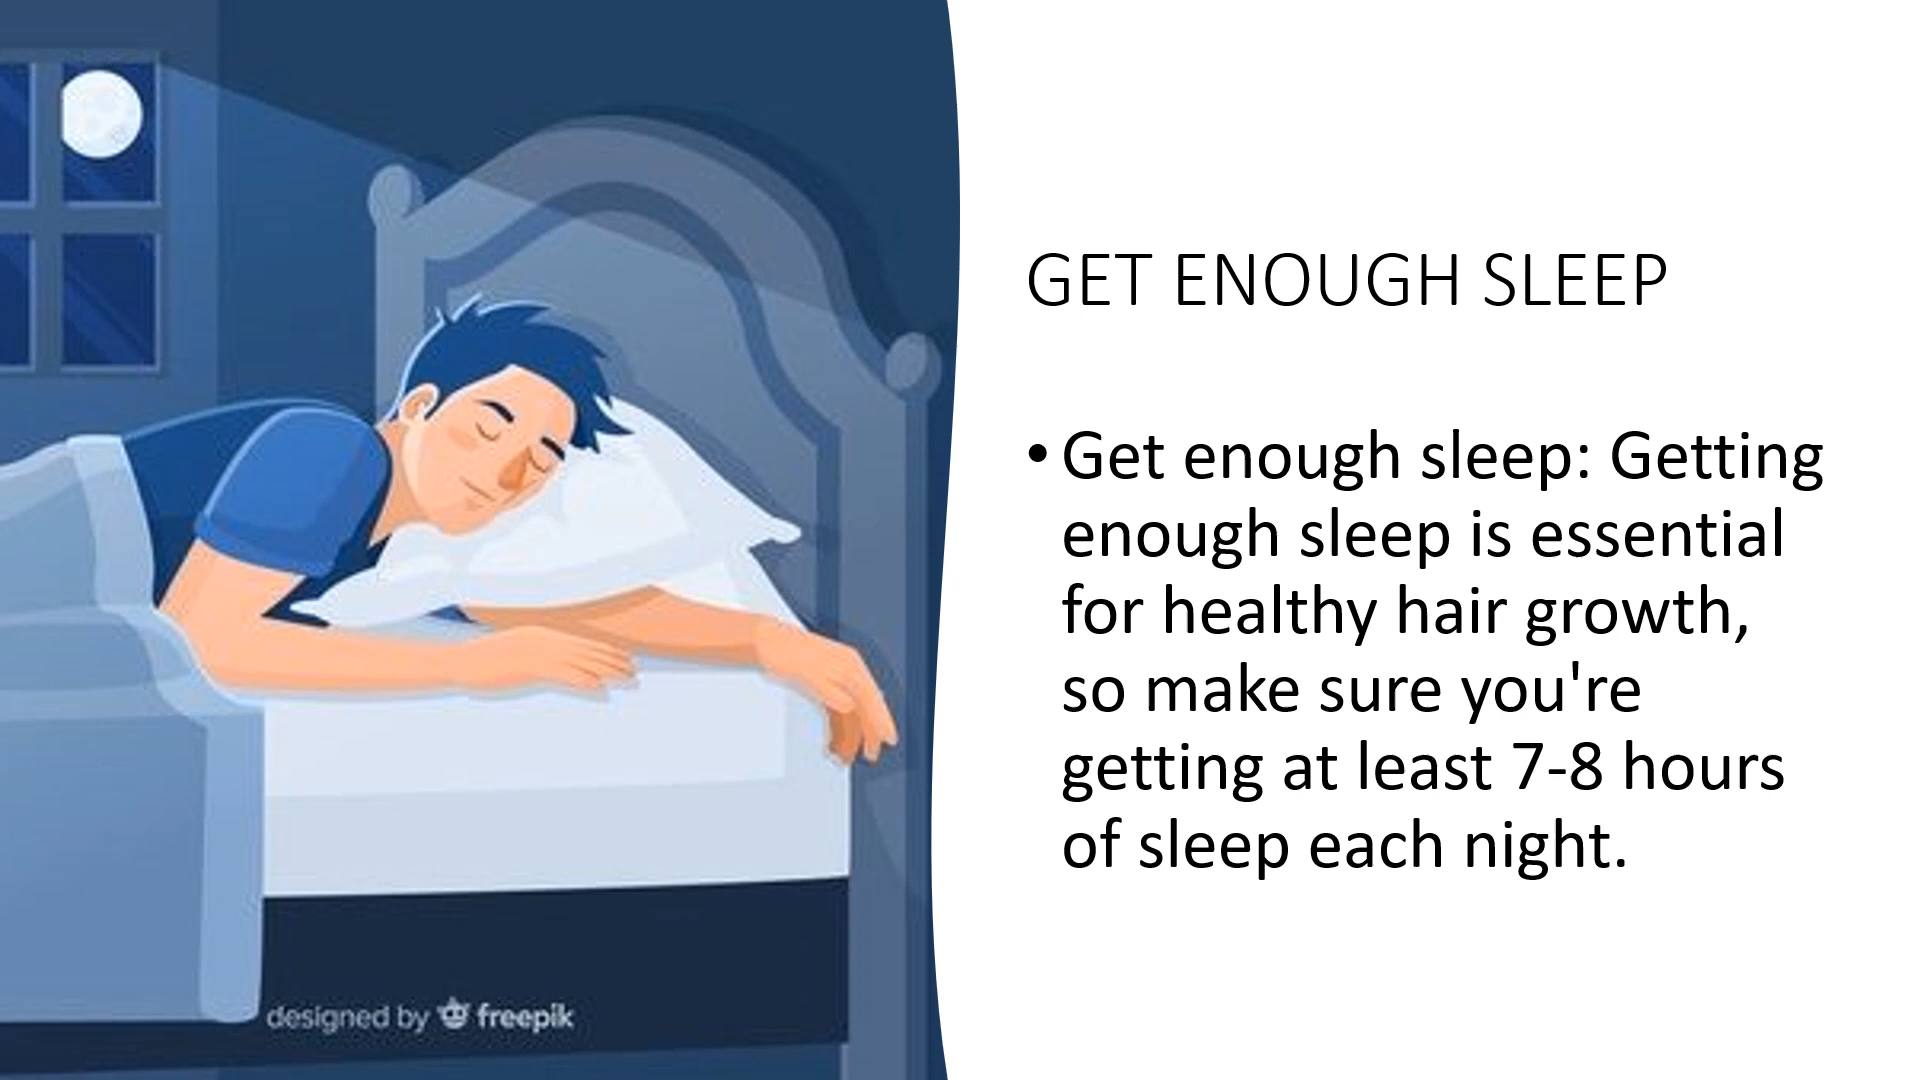 GET ENOUGH SLEEP
• Get enough sleep: Getting
enough sleep is essential
for healthy hair growth,
so make sure you're
getting at least 7-8 hours
of sleep each night.
designed by freepik